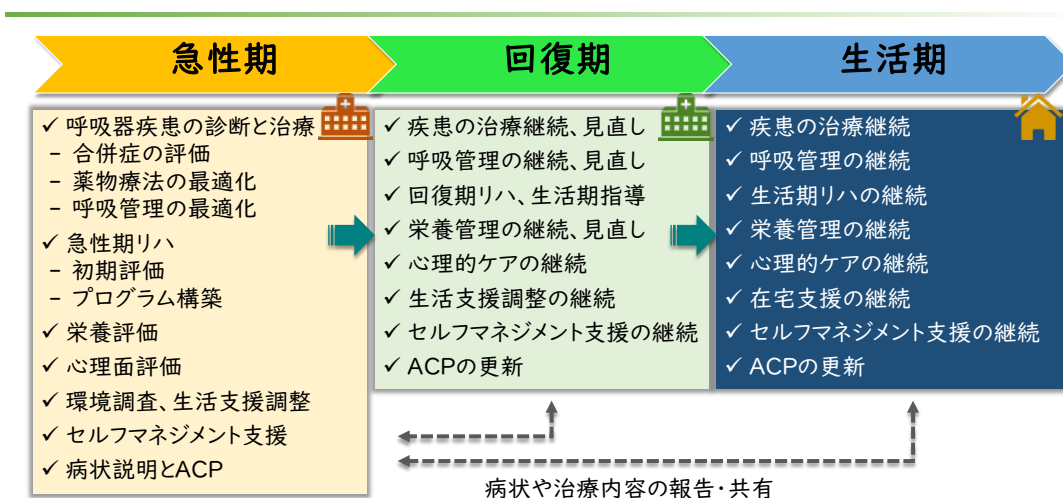 急性期
回復期
生活期
✓ 呼吸器疾患の診断と治療
– 合併症の評価
– 薬物療法の最適化
– 呼吸管理の最適化
✓ 急性期リハ
– 初期評価
– プログラム構築
✓ 栄養評価
✓ 心理面評価
✓ 環境調査、生活支援調整
✓ セルフマネジメント支援
✓ 病状説明とACP
✓ 疾患の治療継続、見直し
✓ 呼吸管理の継続、見直し
✓ 回復期リハ、生活期指導
✓ 栄養管理の継続、見直し
✓ 心理的ケアの継続
✓ 生活支援調整の継続
✓ セルフマネジメント支援の継続
✓ ACPの更新
✓ 疾患の治療継続
✓ 呼吸管理の継続
✓ 生活期リハの継続
✓ 栄養管理の継続
✓ 心理的ケアの継続
✓ 在宅支援の継続
✓ セルフマネジメント支援の継続
✓ ACPの更新
病状や治療内容の報告・共有